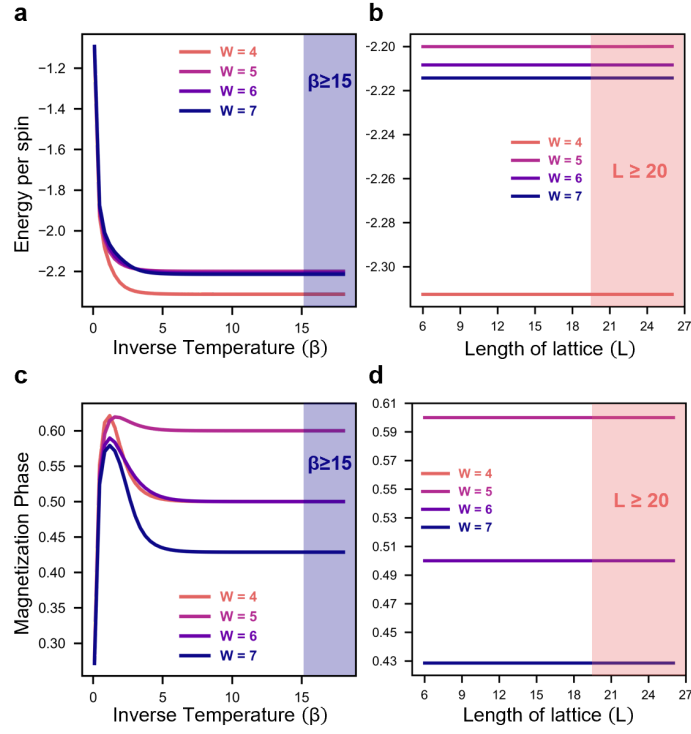 a
Energy per spin
−1.2
−1.4
−1.6
−1.8
−2.0
−2.2
W = 4
W = 5
W = 6
W = 7
β≥15
0
5
10
15
Inverse Temperature (β)
b
-2.20
-2.22
-2.24
-2.26
-2.28
-2.30
W = 4
W = 5
W = 6
W = 7
L ≥ 20
6
9
12
15
18
21
24
27
Length of lattice (L)
c
Magnetization Phase
0.60
0.55
0.50
0.45
0.40
0.35
0.30
β≥15
W = 4
W = 5
W = 6
W = 7
0
5
10
15
Inverse Temperature (β)
d
0.61
0.59
0.57
0.55
0.53
0.51
0.49
0.47
0.45
0.43
W = 4
W = 5
W = 6
W = 7
L ≥ 20
6
9
12
15
18
21
24
27
Length of lattice (L)